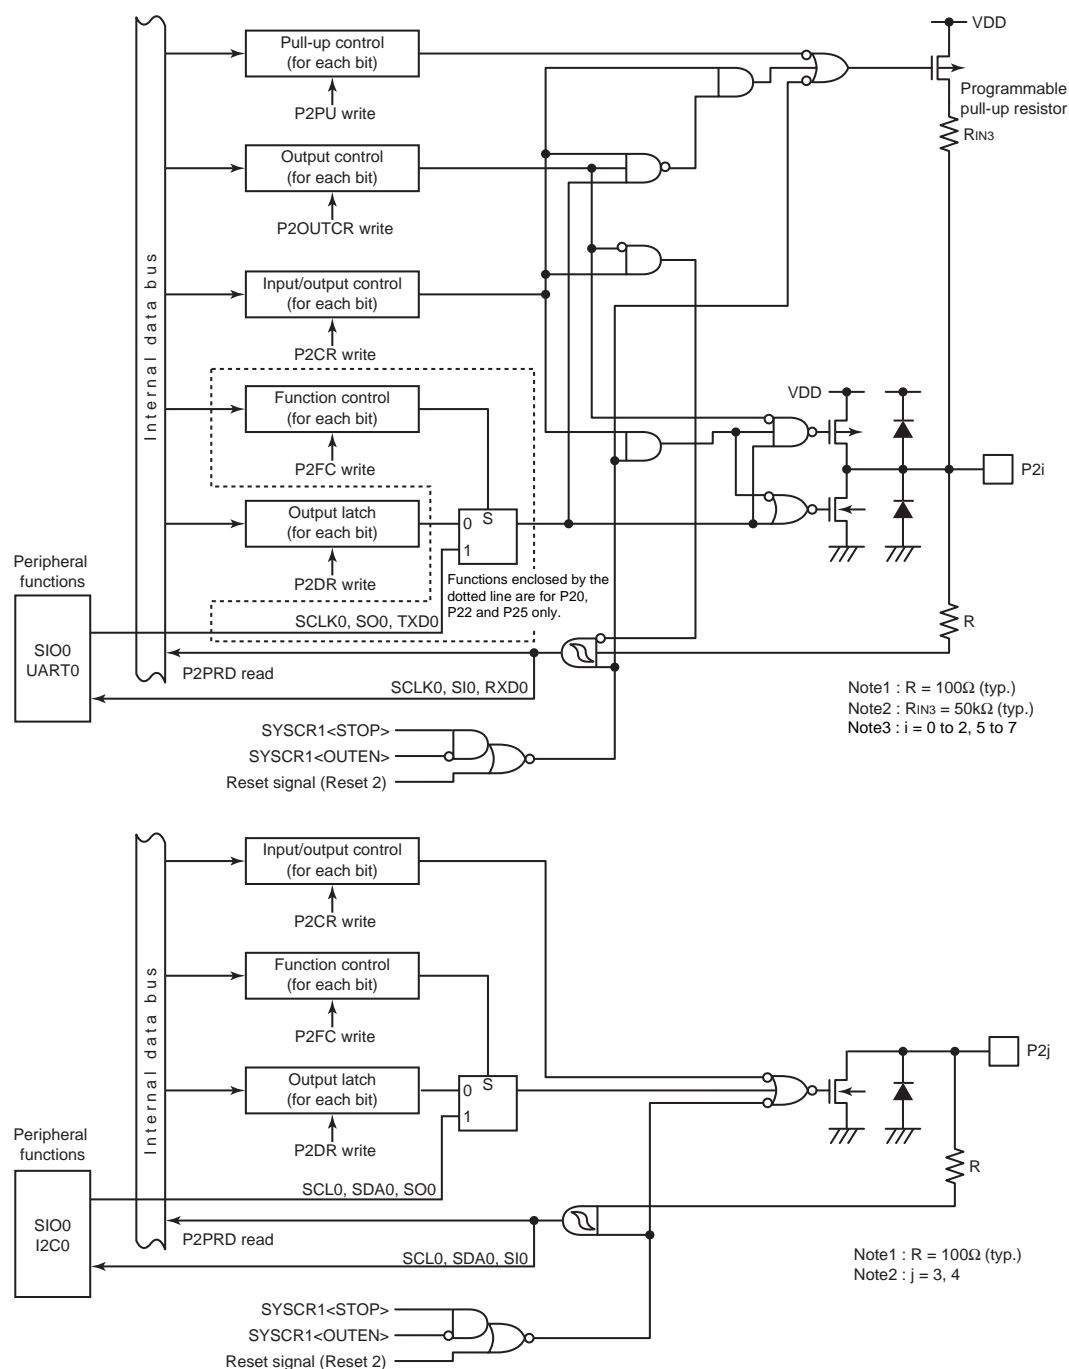 VDD
Pull-up control
(for each bit)
P2PU write
Programmable
pull-up resistor
RIN3
Output control
(for each bit)
P2OUTCR write
Internal data bus
Input/output control
(for each bit)
P2CR write
Function control
(for each bit)
P2FC write
VDD
P2i
Output latch
(for each bit)
P2DR write
0 S
1
Functions enclosed by the
dotted line are for P20,
P22 and P25 only.
Peripheral
functions
SIO0
UART0
SCLK0, SO0, TXD0
R
P2PRD read
SCLK0, SI0, RXD0
Note1 : R = 100Ω (typ.)
Note2 : RIN3 = 50kΩ (typ.)
Note3 : i = 0 to 2, 5 to 7
SYSCR1<STOP>
SYSCR1<OUTEN>
Reset signal (Reset 2)
Internal data bus
Input/output control
(for each bit)
P2CR write
Function control
(for each bit)
P2FC write
P2j
Output latch
(for each bit)
P2DR write
0 S
1
Peripheral
functions
SIO0
I2C0
R
SCL0, SDA0, SO0
P2PRD read
SCL0, SDA0, SI0
Note1 : R = 100Ω (typ.)
Note2 : j = 3, 4
SYSCR1<STOP>
SYSCR1<OUTEN>
Reset signal (Reset 2)